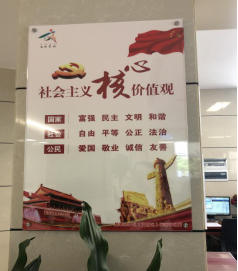 社会主义核心价值观
国家 富强 民主 文明 和谐
社会 自由 平等 公正 法治
公民 爱国 敬业 诚信 友善